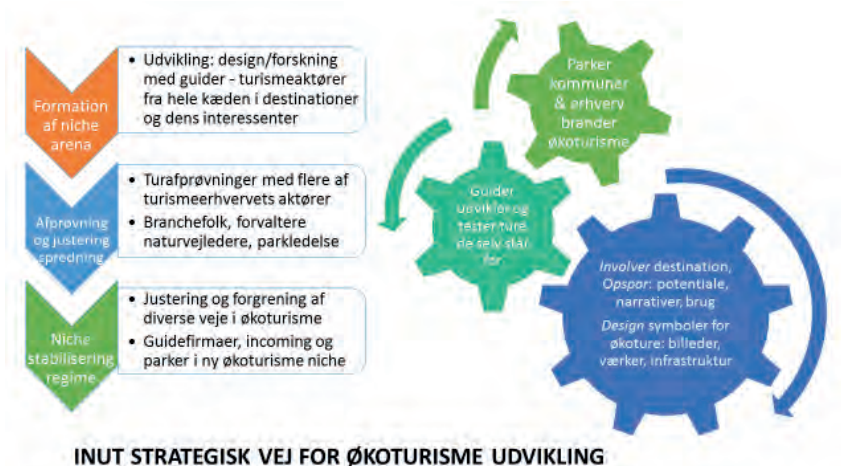 Formation
af niche
arena
• Udvikling: design/forskning
med guider - turismeaktører
fra hele kæden i destinationer
og dens interessenter
Afprøvning
og justering
spredning
• Turafprøvninger med flere af
turismeerhvervets aktører
• Branchefolk, forvaltere
naturvejledere, parkledelse
Niche
stabilisering
regime
• Justering og forgrening af
diverse veje i økoturisme
• Guidefirmaer, incoming og
parker i ny økoturisme niche
Parker
kommuner
& erhverv
brander
økoturisme
Guider
udvikler og
tester ture
de selv står
for
Involver destination,
Opspor: potentiale,
narrativer, brug
Design symboler for
økoture: billeder,
værker, infrastruktur
INUT STRATEGISK VEJ FOR ØKOTURISME UDVIKLING